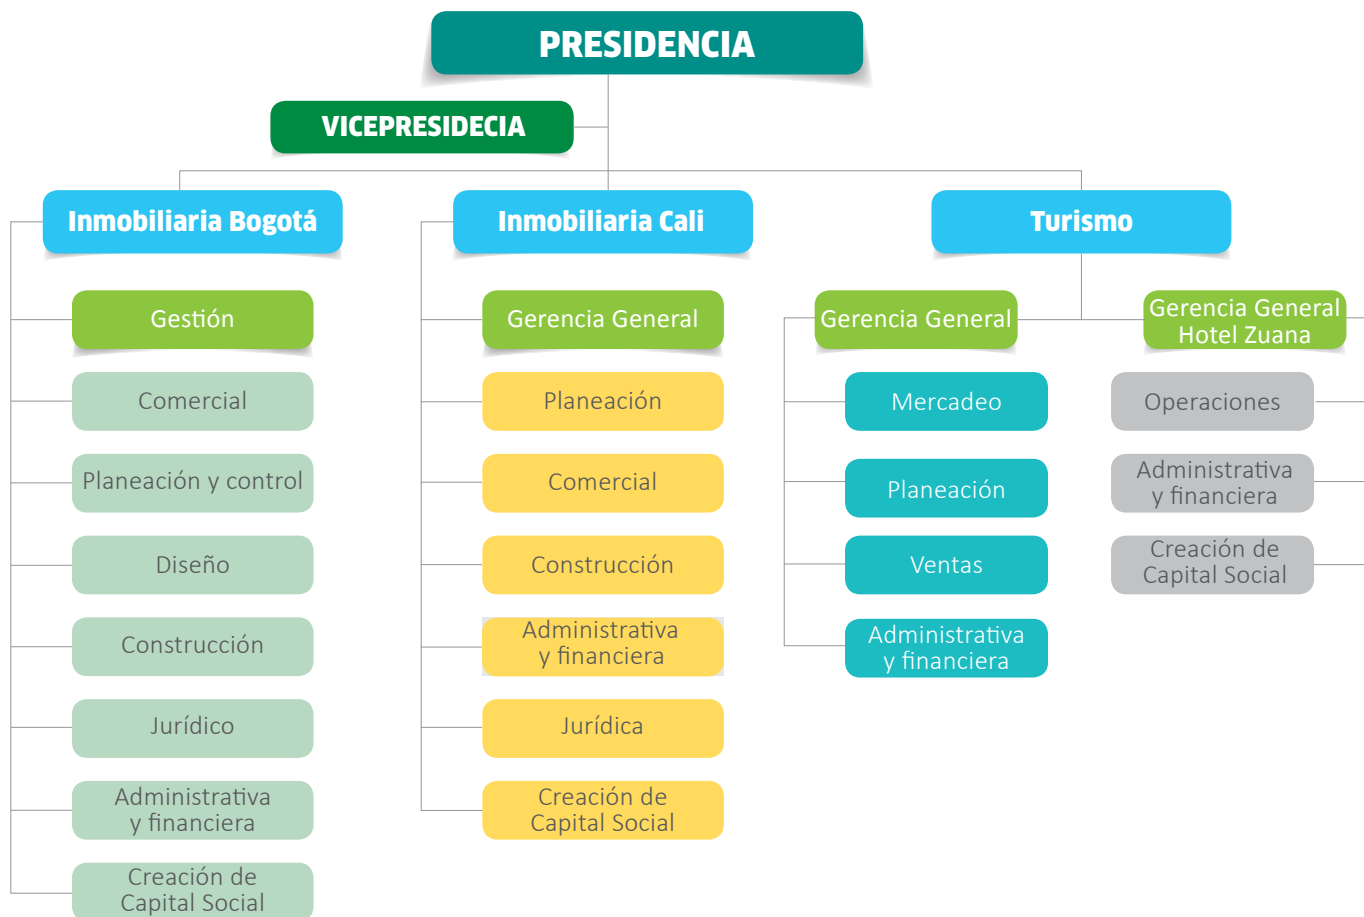 PRESIDENCIA
VICEPRESIDECIA
Inmobiliaria Bogotá
Gestión
Comercial
Planeación y control
Diseño
Construcción
Jurídico
Administrativa
y financiera
Creación de
Capital Social
Inmobiliaria Cali
Gerencia General
Planeación
Comercial
Construcción
Administrativa
y financiera
Jurídica
Creación de
Capital Social
Turismo
Gerencia General
Mercadeo
Planeación
Ventas
Administrativa
y financiera
Gerencia General
Hotel Zuana
Operaciones
Administrativa
y financiera
Creación de
Capital Social